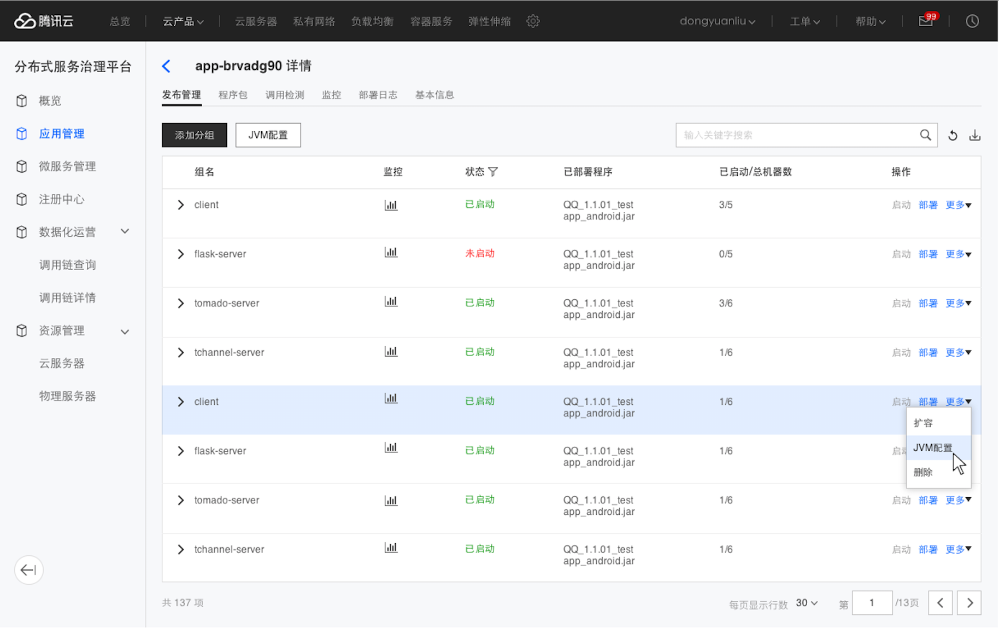 腾讯云 总览 云产品 云服务器 私有网络 负载均衡 容器服务 弹性伸缩 dongyuanliu 工单 帮助 99
分布式服务治理平台
概览
应用管理
微服务管理
注册中心
数据化运营
调用链查询
调用链详情
资源管理
云服务器
物理服务器
app-brvadg90 详情
发布管理 程序包 调用检测 监控 部署日志 基本信息
添加分组 JVM配置 输入关键字搜索
组名 监控 状态 已部署程序 已启动/总机器数 操作
client 已启动 QQ_1.1.01_test 3/5 启动 部署 更多
app_android.jar
flask-server 未启动 QQ_1.1.01_test 0/5 启动 部署 更多
app_android.jar
tomado-server 已启动 QQ_1.1.01_test 3/6 启动 部署 更多
app_android.jar
tchannel-server 已启动 QQ_1.1.01_test 1/6 启动 部署 更多
app_android.jar
client 已启动 QQ_1.1.01_test 1/6 启动 部署 更多
app_android.jar
扩容
JVM配置
删除
flask-server 已启动 QQ_1.1.01_test 1/6 启动
app_android.jar
tomado-server 已启动 QQ_1.1.01_test 1/6 启动 部署 更多
app_android.jar
tchannel-server 已启动 QQ_1.1.01_test 1/6 启动 部署 更多
app_android.jar
共 137 项 每页显示行数 30 第 1 /13页